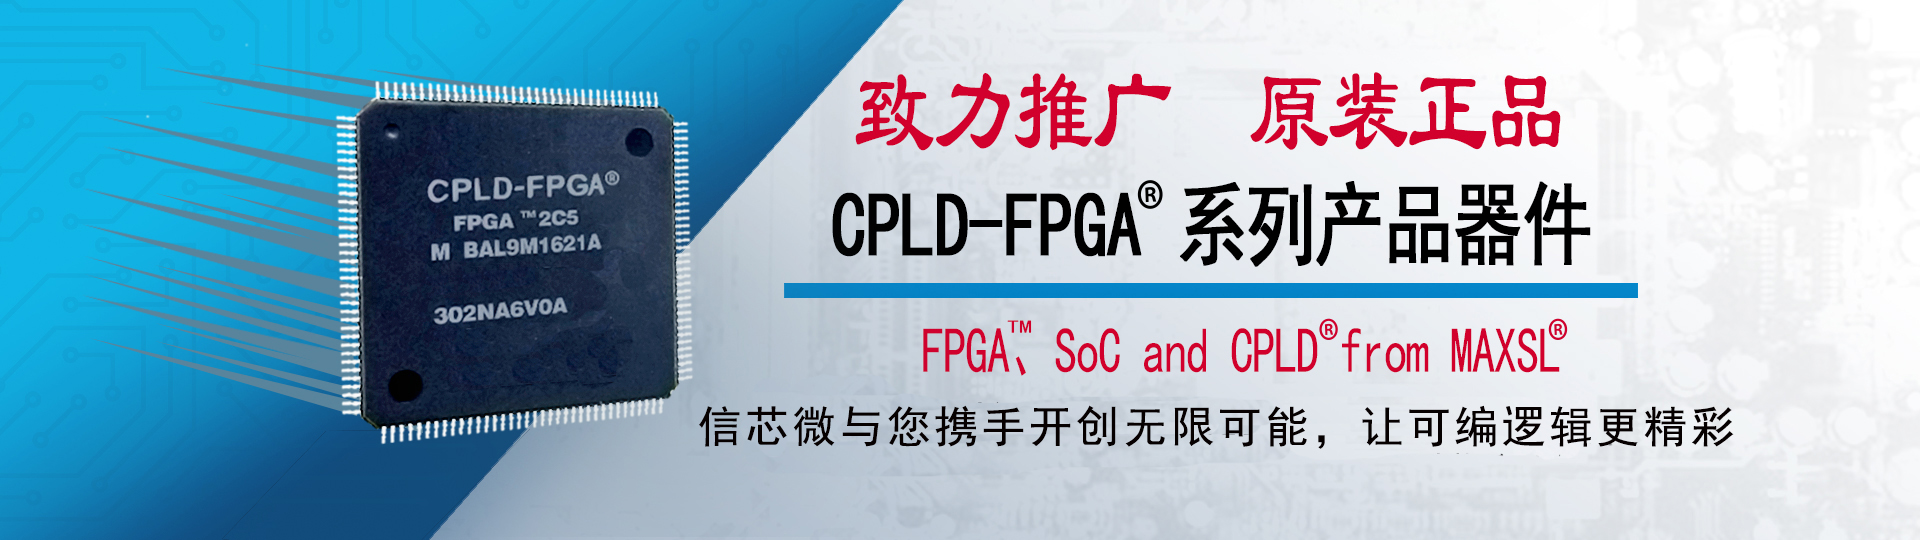 CPLD-FPGA®
FPGA ™ 2C5
M BAL9M1621A
302NA6V0A
致力推广 原装正品
CPLD-FPGA® 系列产品器件
FPGA™、SoC and CPLD® from MAXSL®
信芯微与您携手开创无限可能，让可编逻辑更精彩